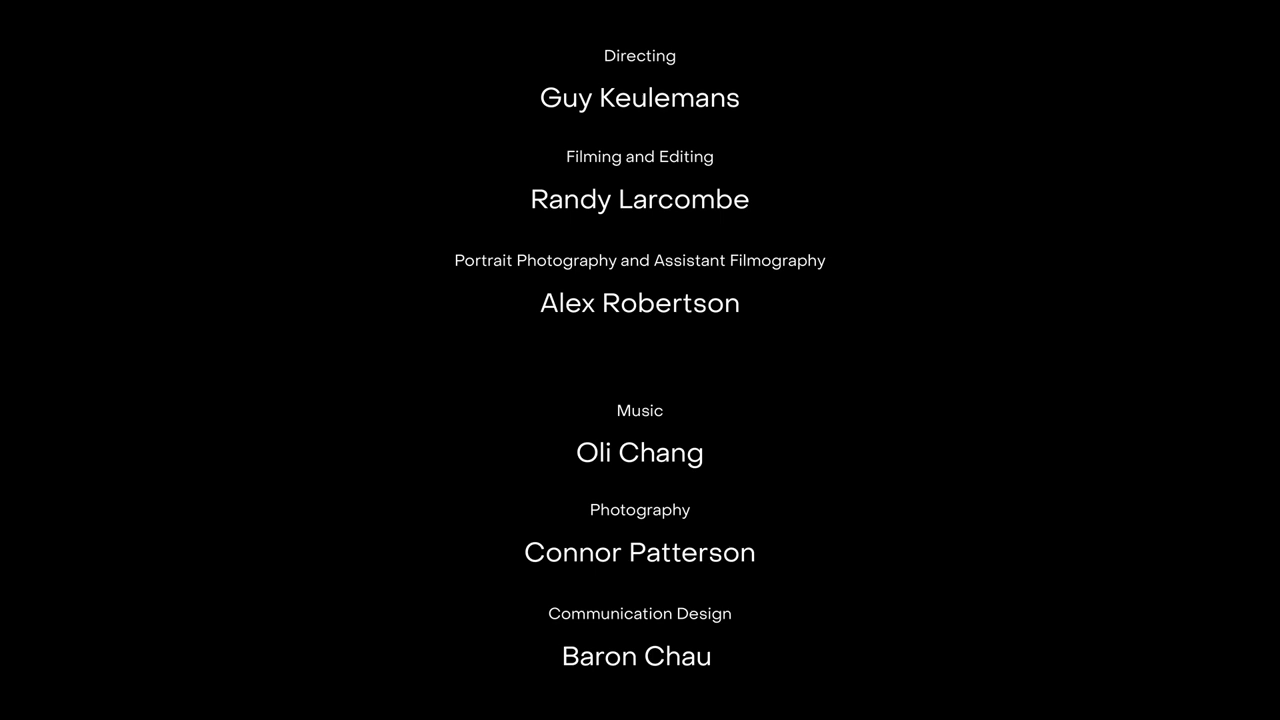 Directing
Guy Keulemans
Filming and Editing
Randy Larcombe
Portrait Photography and Assistant Filmography
Alex Robertson
Music
Oli Chang
Photography
Connor Patterson
Communication Design
Baron Chau